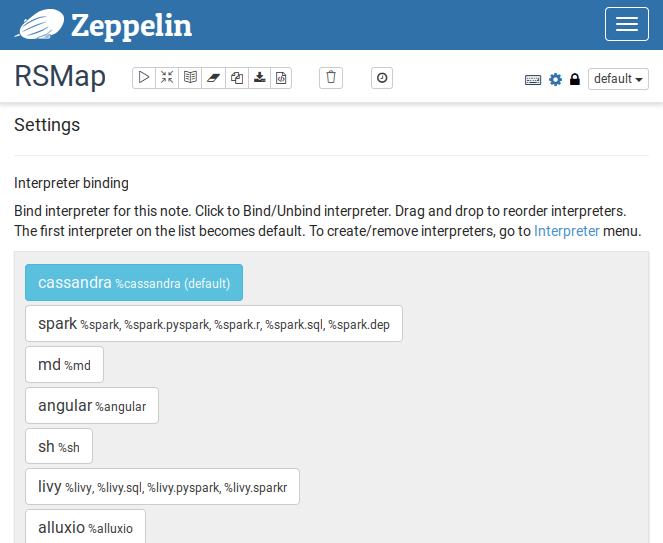 Zeppelin
RSMap
default
Settings
Interpreter binding
Bind interpreter for this note. Click to Bind/Unbind interpreter. Drag and drop to reorder interpreters.
The first interpreter on the list becomes default. To create/remove interpreters, go to Interpreter menu.
cassandra %cassandra (default)
spark %spark, %spark.pyspark, %spark.r, %spark.sql, %spark.dep
md %md
angular %angular
sh %sh
livy %livy, %livy.sql, %livy.pyspark, %livy.sparkr
alluxio %alluxio